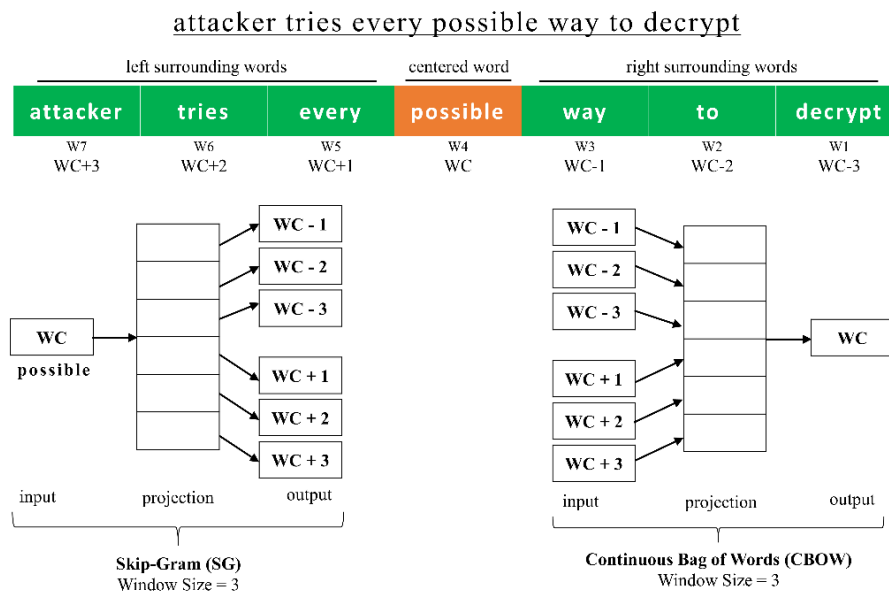 attacker tries every possible way to decrypt
left surrounding words centered word right surrounding words
attacker tries every possible way to decrypt
W7 W6 W5 W4 W3 W2 W1
WC+3 WC+2 WC+1 WC WC-1 WC-2 WC-3
WC - 1
WC - 2
WC - 3
WC
possible
WC + 1
WC + 2
WC + 3
input projection output
Skip-Gram (SG)
Window Size = 3
WC - 1
WC - 2
WC - 3
WC + 1
WC + 2
WC + 3
WC
input projection output
Continuous Bag of Words (CBOW)
Window Size = 3